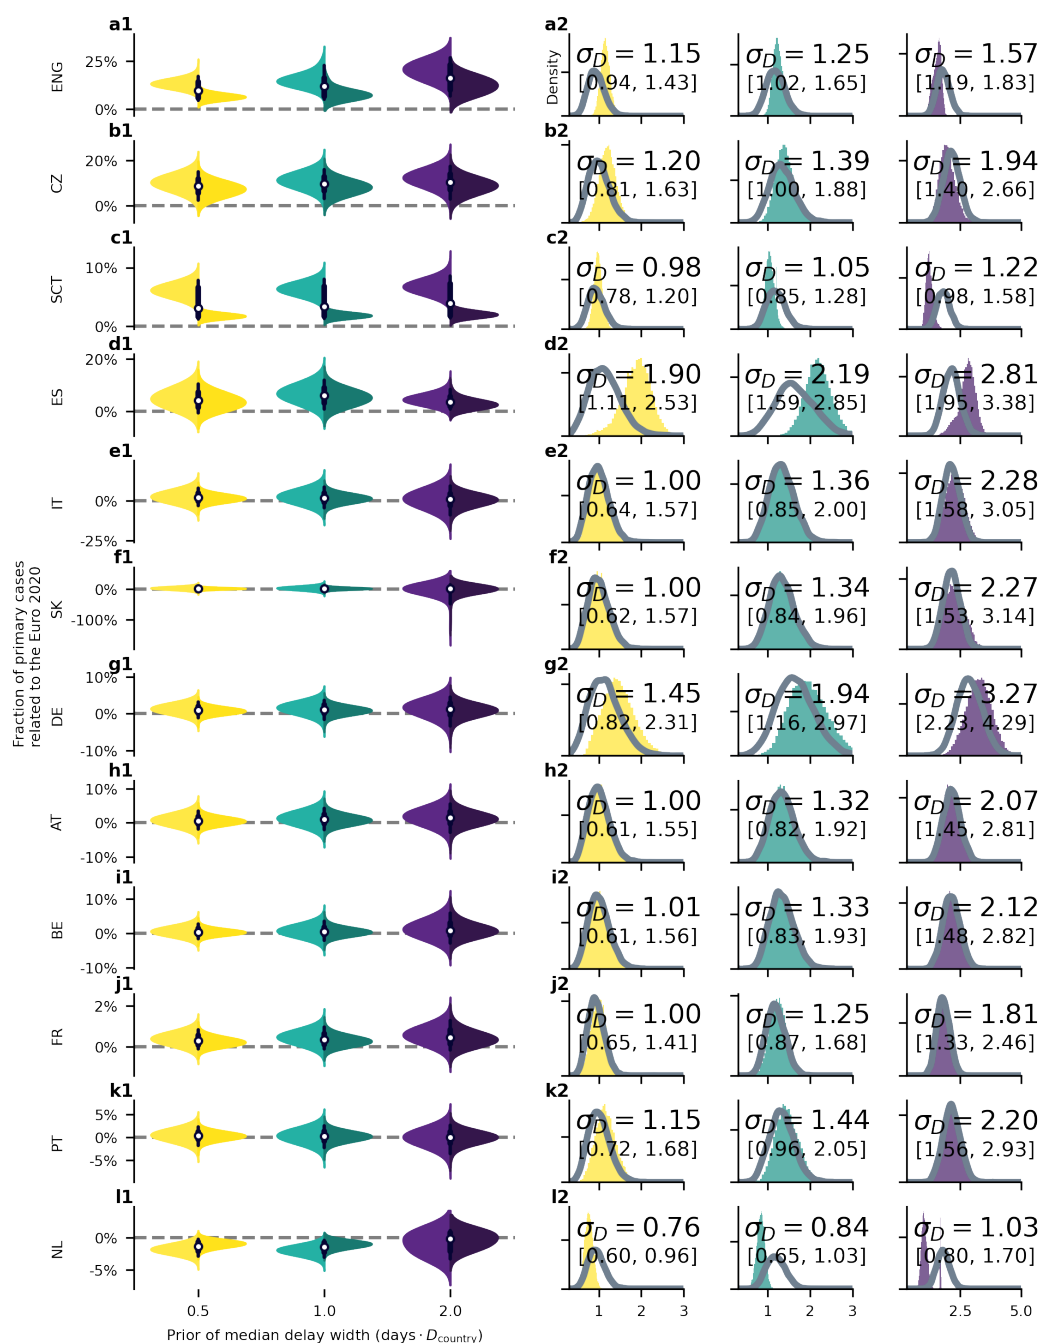 a1
25%
0%
ENG
a2
Density
σD = 1.15
[0.94, 1.43]
σD = 1.25
[1.02, 1.65]
σD = 1.57
[1.19, 1.83]
b1
20%
0%
CZ
b2
σD = 1.20
[0.81, 1.63]
σD = 1.39
[1.00, 1.88]
σD = 1.94
[1.40, 2.66]
c1
10%
0%
SCT
c2
σD = 0.98
[0.78, 1.20]
σD = 1.05
[0.85, 1.28]
σD = 1.22
[0.98, 1.58]
d1
20%
0%
ES
d2
σD = 1.90
[1.11, 2.53]
σD = 2.19
[1.59, 2.85]
σD = 2.81
[1.95, 3.38]
e1
0%
-25%
IT
e2
σD = 1.00
[0.64, 1.57]
σD = 1.36
[0.85, 2.00]
σD = 2.28
[1.58, 3.05]
Fraction of primary cases
related to the Euro 2020
f1
0%
-100%
SK
f2
σD = 1.00
[0.62, 1.57]
σD = 1.34
[0.84, 1.96]
σD = 2.27
[1.53, 3.14]
g1
10%
0%
-10%
DE
g2
σD = 1.45
[0.82, 2.31]
σD = 1.94
[1.16, 2.97]
σD = 3.27
[2.23, 4.29]
h1
10%
0%
-10%
AT
h2
σD = 1.00
[0.61, 1.55]
σD = 1.32
[0.82, 1.92]
σD = 2.07
[1.45, 2.81]
i1
10%
0%
-10%
BE
i2
σD = 1.01
[0.61, 1.56]
σD = 1.33
[0.83, 1.93]
σD = 2.12
[1.48, 2.82]
j1
2%
0%
FR
j2
σD = 1.00
[0.65, 1.41]
σD = 1.25
[0.87, 1.68]
σD = 1.81
[1.33, 2.46]
k1
5%
0%
-5%
PT
k2
σD = 1.15
[0.72, 1.68]
σD = 1.44
[0.96, 2.05]
σD = 2.20
[1.56, 2.93]
l1
0%
-5%
NL
l2
σD = 0.76
[0.60, 0.96]
σD = 0.84
[0.65, 1.03]
σD = 1.03
[0.80, 1.70]
0.5 1.0 2.0
1 2 3
1 2 3
2.5 5.0
Prior of median delay width (days · Dcountry)